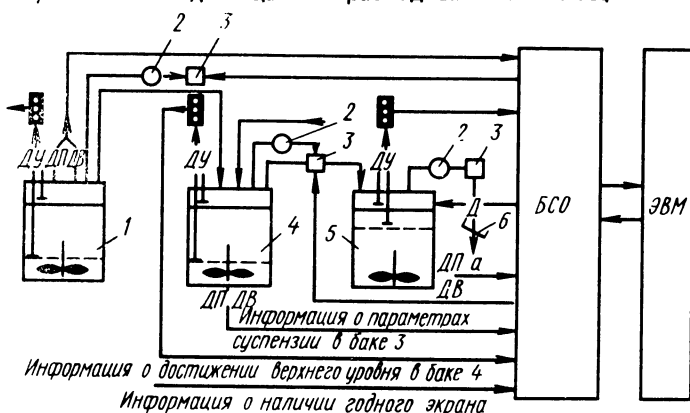 2
3
ДУ
ДП
ДВ
1
ДУ
4
2
3
ДУ
5
2
3
Д
6
ДП а
ДВ
БСО
ЭВМ
ДП ДВ
Информация о параметрах
суспензии в баке 3
Информация о достижении верхнего уровня в баке 4
Информация о наличии годного экрана